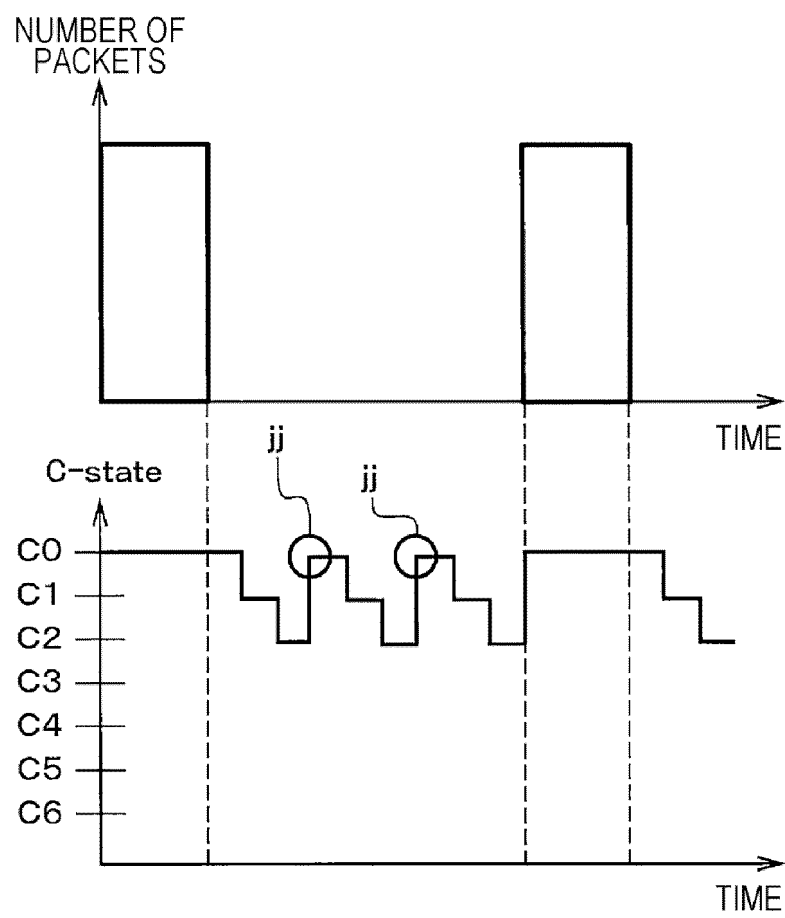 NUMBER OF
PACKETS
TIME
jj
jj
C-state
C0
C1
C2
C3
C4
C5
C6
TIME